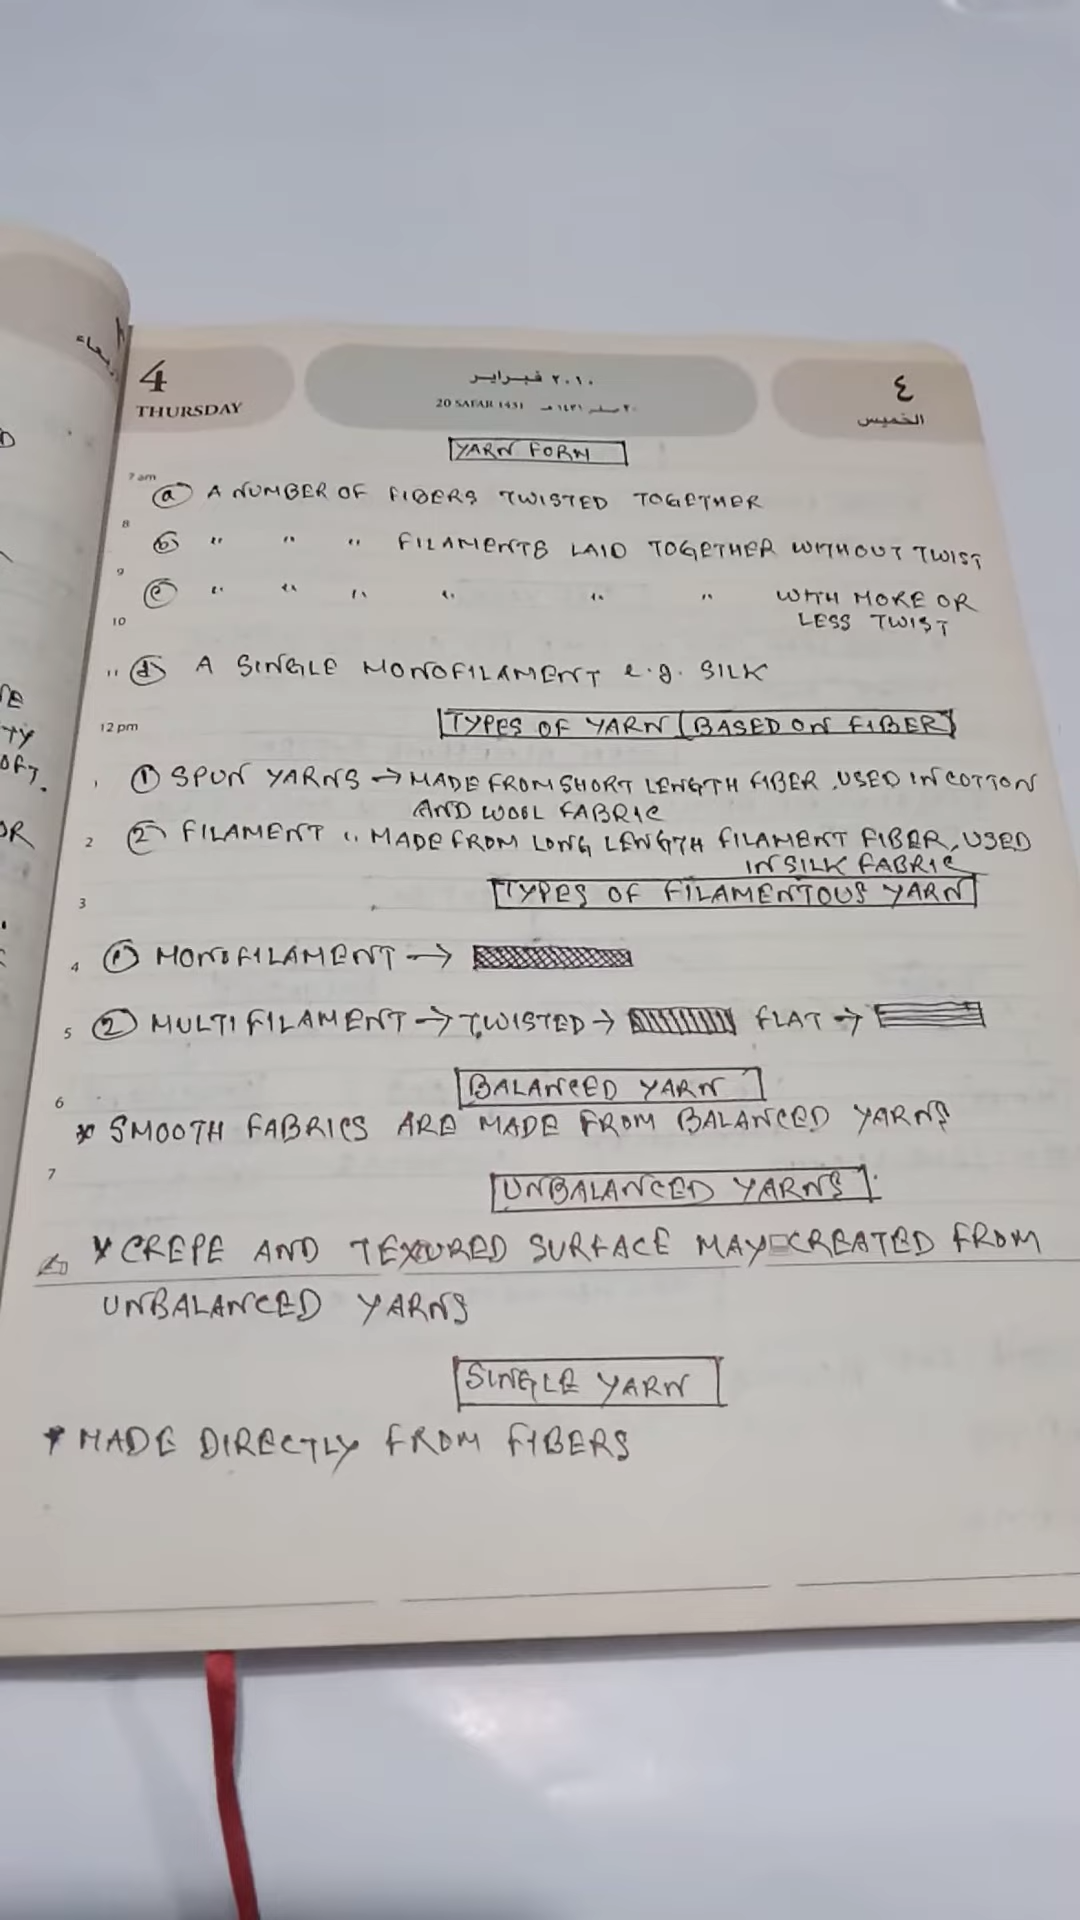 4
THURSDAY
٢٠١٠ فبراير
20 SAFAR 1431 ٢٠ صفر ١٤٣١ هـ
٤
الخميس
YARN FORM
7 am
(a) A NUMBER OF FIBERS TWISTED TOGETHER
8
(b) " " " FILAMENTS LAID TOGETHER WITHOUT TWIST
9
(c) " " " " " " WITH MORE OR
10
LESS TWIST
11 (d) A SINGLE MONOFILAMENT e.g. SILK
12 pm
TYPES OF YARN (BASED ON FIBER)
1 ① SPUN YARNS → MADE FROM SHORT LENGTH FIBER, USED IN COTTON
AND WOOL FABRIC
2 ② FILAMENT " MADE FROM LONG LENGTH FILAMENT FIBER, USED
IN SILK FABRIC
3
TYPES OF FILAMENTOUS YARN
4 ① MONOFILAMENT →
5 ② MULTIFILAMENT → TWISTED → FLAT →
BALANCED YARN
6
* SMOOTH FABRICS ARE MADE FROM BALANCED YARNS
7
UNBALANCED YARNS
* CREPE AND TEXURED SURFACE MAY CREATED FROM
UNBALANCED YARNS
SINGLE YARN
* MADE DIRECTLY FROM FIBERS